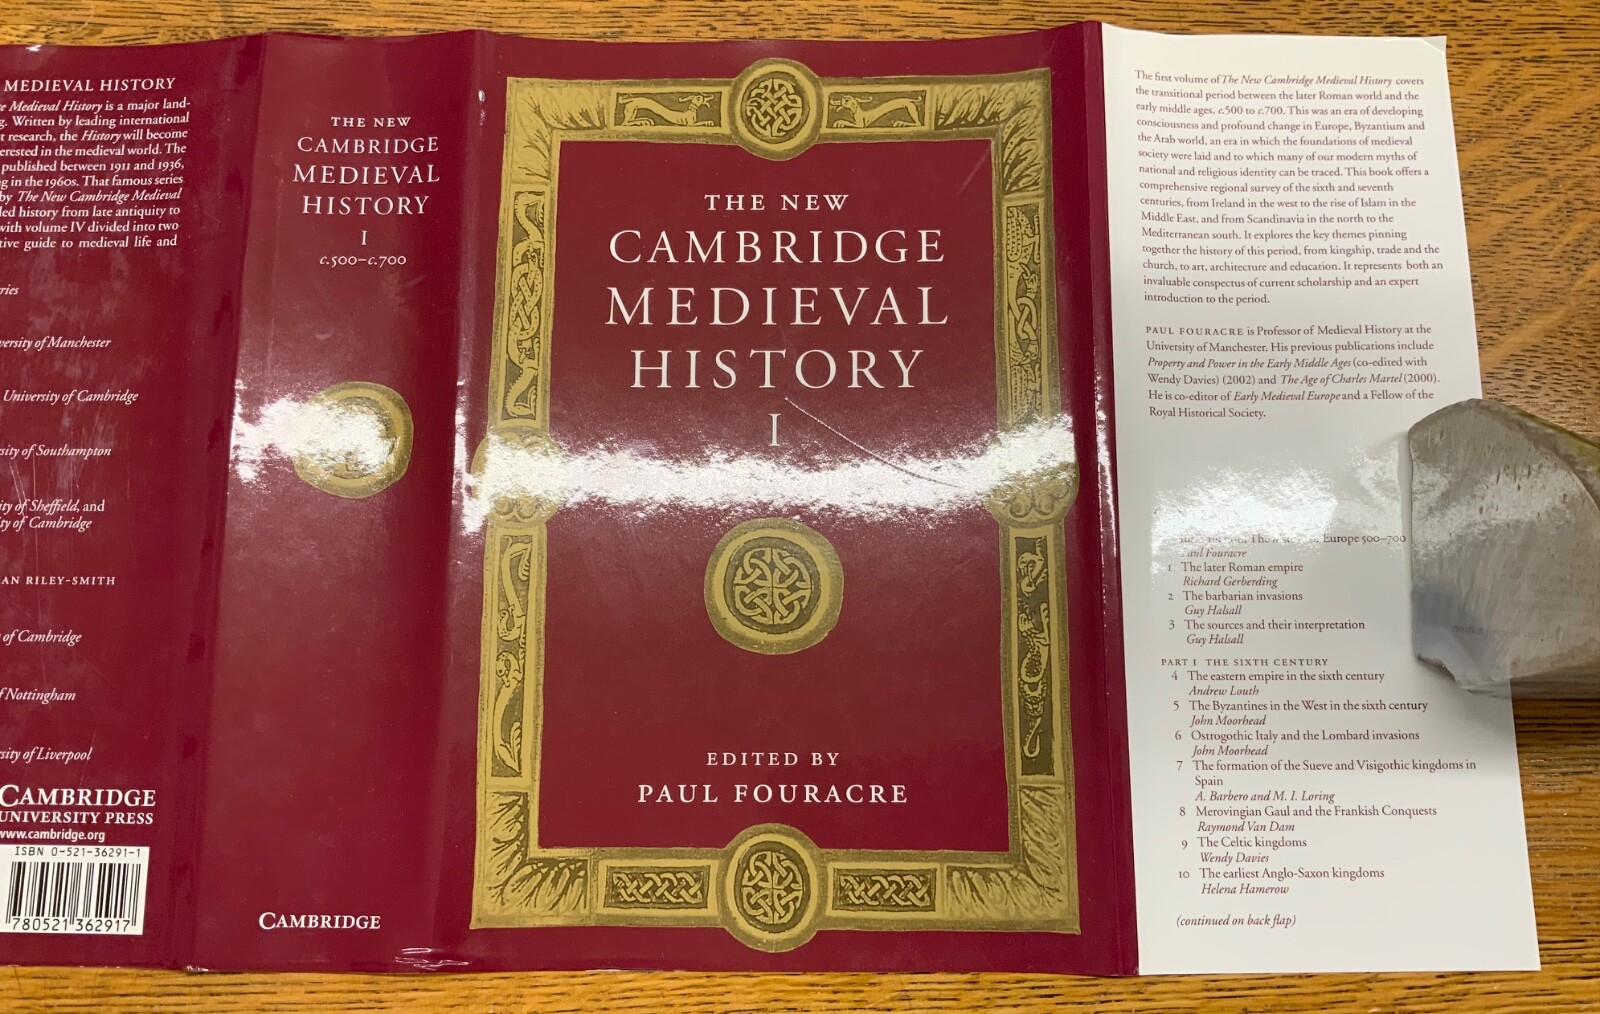 MEDIEVAL HISTORY
Medieval History is a major land-
Written by leading international
research, the History will become
interested in the medieval world. The
published between 1911 and 1936,
in the 1960s. That famous series
by The New Cambridge Medieval
history from late antiquity to
with volume IV divided into two
guide to medieval life and
University of Manchester
University of Cambridge
of Southampton
of Sheffield, and
of Cambridge
RILEY-SMITH
of Cambridge
of Nottingham
of Liverpool
CAMBRIDGE
UNIVERSITY PRESS
www.cambridge.org
ISBN 0-521-36291-1
780521 362917
THE NEW
CAMBRIDGE
MEDIEVAL
HISTORY
I
c.500–c.700
CAMBRIDGE
THE NEW
CAMBRIDGE
MEDIEVAL
HISTORY
I
EDITED BY
PAUL FOURACRE
The first volume of The New Cambridge Medieval History covers
the transitional period between the later Roman world and the
early middle ages, c.500 to c.700. This was an era of developing
consciousness and profound change in Europe, Byzantium and
the Arab world, an era in which the foundations of medieval
society were laid and to which many of our modern myths of
national and religious identity can be traced. This book offers a
comprehensive regional survey of the sixth and seventh
centuries, from Ireland in the west to the rise of Islam in the
Middle East, and from Scandinavia in the north to the
Mediterranean south. It explores the key themes pinning
together the history of this period, from kingship, trade and the
church, to art, architecture and education. It represents both an
invaluable conspectus of current scholarship and an expert
introduction to the period.
PAUL FOURACRE is Professor of Medieval History at the
University of Manchester. His previous publications include
Property and Power in the Early Middle Ages (co-edited with
Wendy Davies) (2002) and The Age of Charles Martel (2000).
He is co-editor of Early Medieval Europe and a Fellow of the
Royal Historical Society.
Europe 500–700
Paul Fouracre
1 The later Roman empire
Richard Gerberding
2 The barbarian invasions
Guy Halsall
3 The sources and their interpretation
Guy Halsall
PART I THE SIXTH CENTURY
4 The eastern empire in the sixth century
Andrew Louth
5 The Byzantines in the West in the sixth century
John Moorhead
6 Ostrogothic Italy and the Lombard invasions
John Moorhead
7 The formation of the Sueve and Visigothic kingdoms in
Spain
A. Barbero and M. I. Loring
8 Merovingian Gaul and the Frankish Conquests
Raymond Van Dam
9 The Celtic kingdoms
Wendy Davies
10 The earliest Anglo-Saxon kingdoms
Helena Hamerow
(continued on back flap)